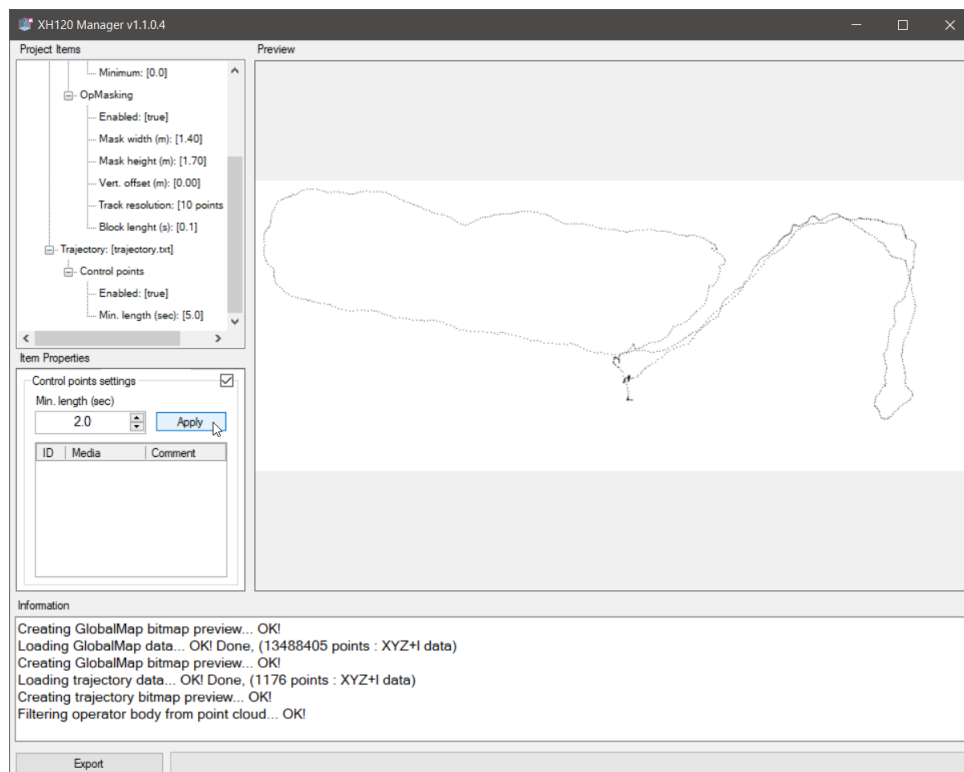 XH120 Manager v1.1.0.4
Project Items
Preview
Minimum: [0.0]
OpMasking
Enabled: [true]
Mask width (m): [1.40]
Mask height (m): [1.70]
Vert. offset (m): [0.00]
Track resolution: [10 points
Block lenght (s): [0.1]
Trajectory: [trajectory.txt]
Control points
Enabled: [true]
Min. length (sec): [5.0]
Item Properties
Control points settings
Min. length (sec)
2.0 Apply
ID Media Comment
Information
Creating GlobalMap bitmap preview... OK!
Loading GlobalMap data... OK! Done, (13488405 points : XYZ+I data)
Creating GlobalMap bitmap preview... OK!
Loading trajectory data... OK! Done, (1176 points : XYZ+I data)
Creating trajectory bitmap preview... OK!
Filtering operator body from point cloud... OK!
Export